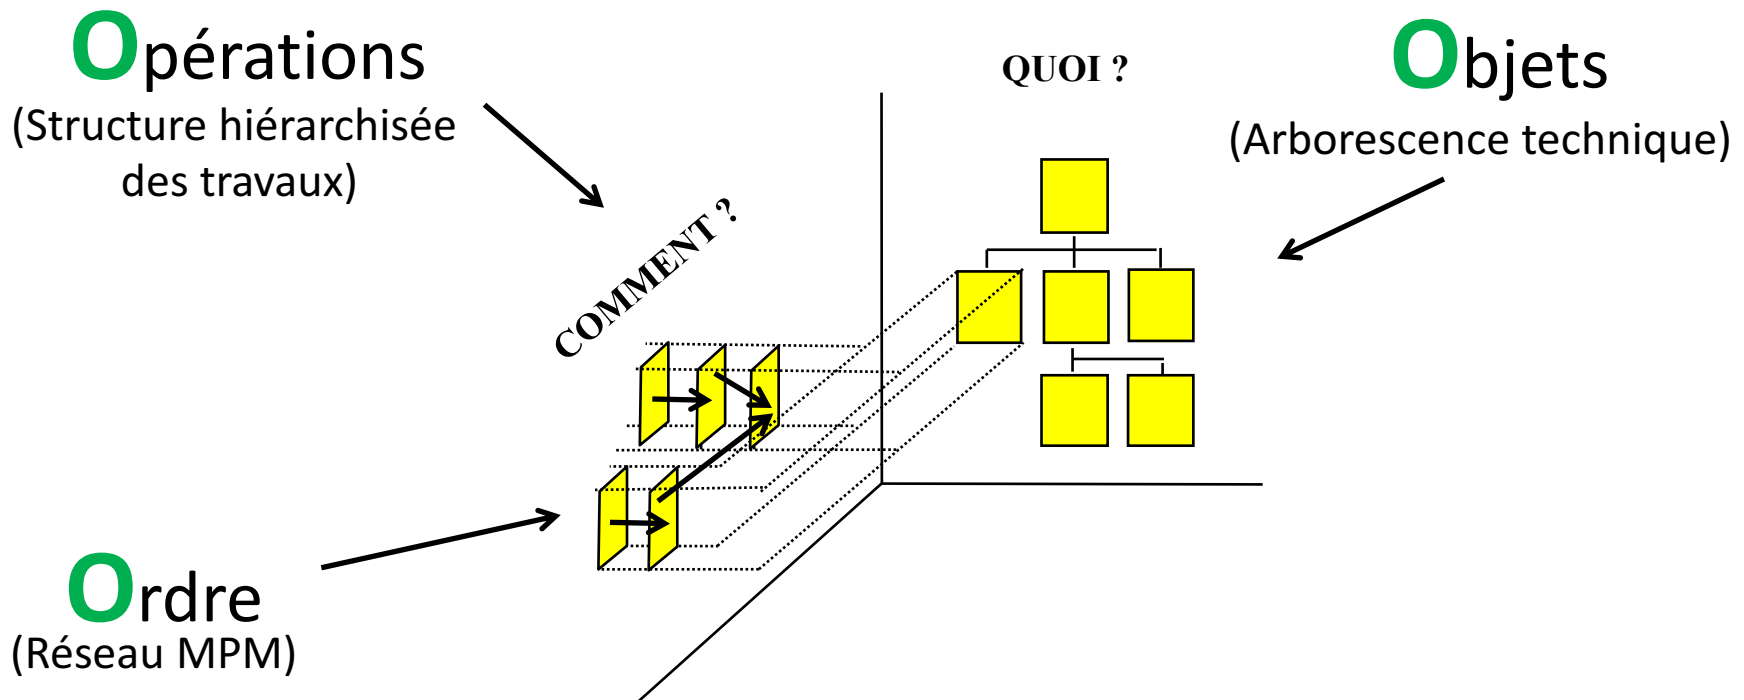 Opérations
(Structure hiérarchisée
des travaux)
QUOI ?
Objets
(Arborescence technique)
COMMENT ?
Ordre
(Réseau MPM)